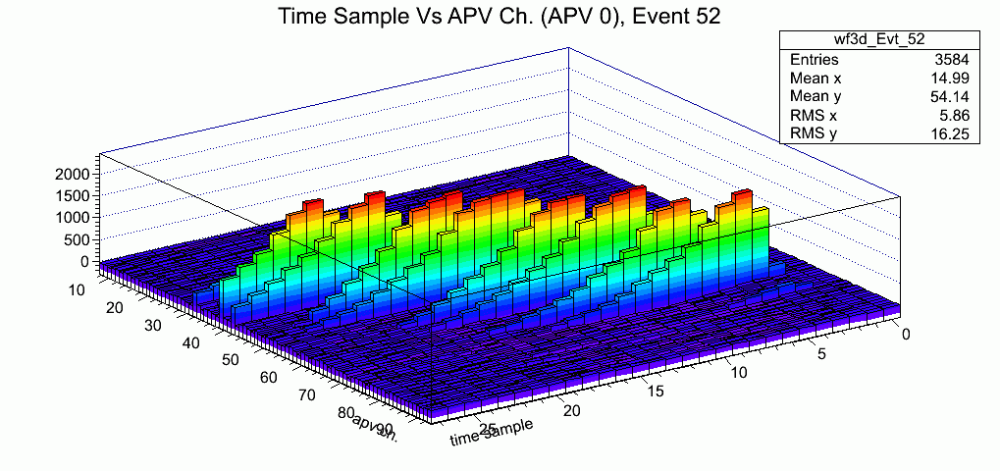 Time Sample Vs APV Ch. (APV 0), Event 52
wf3d_Evt_52
Entries 3584
Mean x 14.99
Mean y 54.14
RMS x 5.86
RMS y 16.25
2000
1500
1000
500
0
10
20
30
40
50
60
70
80
90
apv ch.
25
20
15
10
5
0
time sample